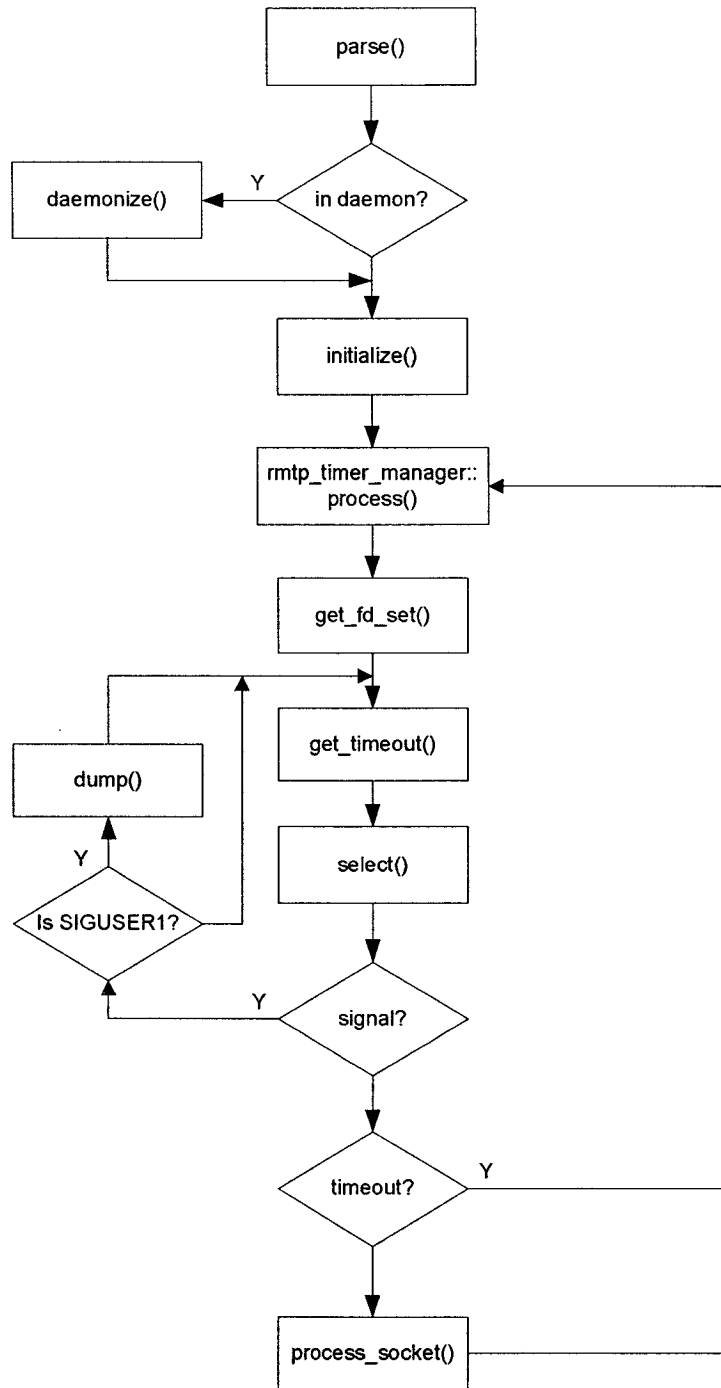 parse()
Y
in daemon?
daemonize()
initialize()
rmtp_timer_manager::
process()
get_fd_set()
get_timeout()
dump()
select()
Y
Is SIGUSER1?
Y
signal?
timeout?
Y
process_socket()